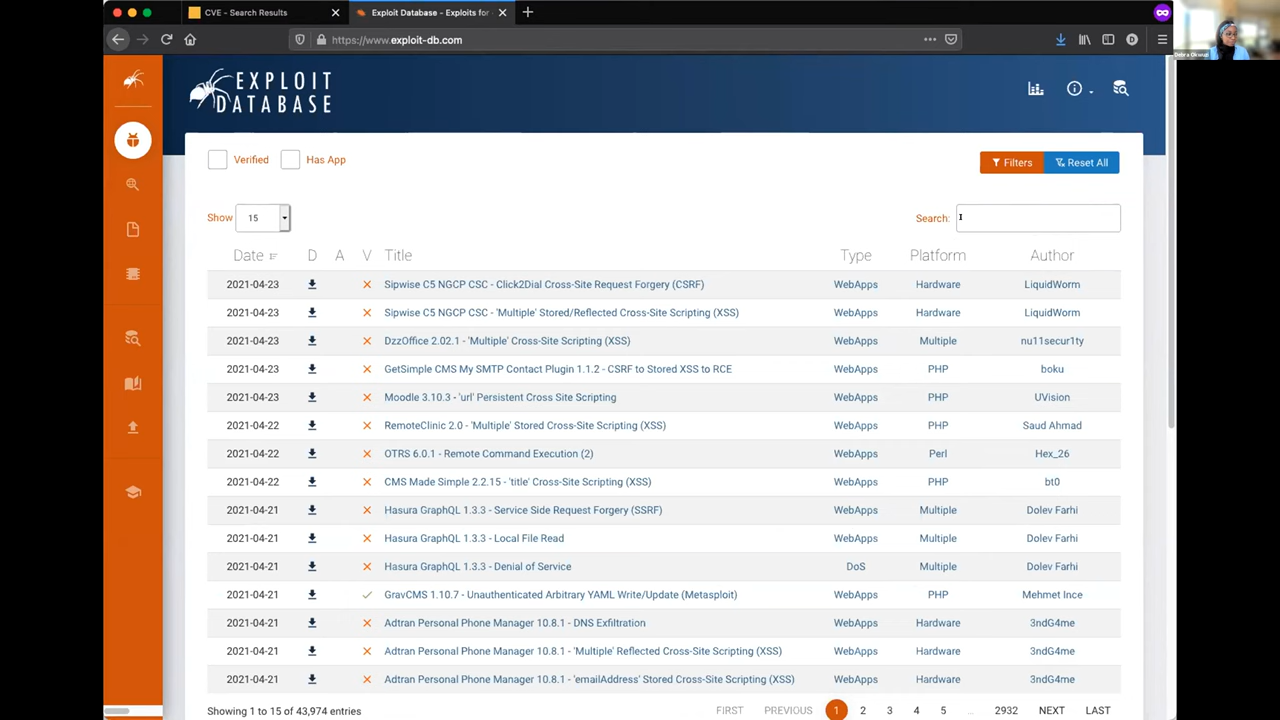 CVE - Search Results
Exploit Database - Exploits for
https://www.exploit-db.com
Debra Okwuzi
EXPLOIT
DATABASE
Verified
Has App
Filters
Reset All
Show 15
Search:
Date D A V Title Type Platform Author
2021-04-23 Sipwise C5 NGCP CSC - Click2Dial Cross-Site Request Forgery (CSRF) WebApps Hardware LiquidWorm
2021-04-23 Sipwise C5 NGCP CSC - 'Multiple' Stored/Reflected Cross-Site Scripting (XSS) WebApps Hardware LiquidWorm
2021-04-23 DzzOffice 2.02.1 - 'Multiple' Cross-Site Scripting (XSS) WebApps Multiple nu11secur1ty
2021-04-23 GetSimple CMS My SMTP Contact Plugin 1.1.2 - CSRF to Stored XSS to RCE WebApps PHP boku
2021-04-23 Moodle 3.10.3 - 'url' Persistent Cross Site Scripting WebApps PHP UVision
2021-04-22 RemoteClinic 2.0 - 'Multiple' Stored Cross-Site Scripting (XSS) WebApps PHP Saud Ahmad
2021-04-22 OTRS 6.0.1 - Remote Command Execution (2) WebApps Perl Hex_26
2021-04-22 CMS Made Simple 2.2.15 - 'title' Cross-Site Scripting (XSS) WebApps PHP bt0
2021-04-21 Hasura GraphQL 1.3.3 - Service Side Request Forgery (SSRF) WebApps Multiple Dolev Farhi
2021-04-21 Hasura GraphQL 1.3.3 - Local File Read WebApps Multiple Dolev Farhi
2021-04-21 Hasura GraphQL 1.3.3 - Denial of Service DoS Multiple Dolev Farhi
2021-04-21 GravCMS 1.10.7 - Unauthenticated Arbitrary YAML Write/Update (Metasploit) WebApps PHP Mehmet Ince
2021-04-21 Adtran Personal Phone Manager 10.8.1 - DNS Exfiltration WebApps Hardware 3ndG4me
2021-04-21 Adtran Personal Phone Manager 10.8.1 - 'Multiple' Reflected Cross-Site Scripting (XSS) WebApps Hardware 3ndG4me
2021-04-21 Adtran Personal Phone Manager 10.8.1 - 'emailAddress' Stored Cross-Site Scripting (XSS) WebApps Hardware 3ndG4me
Showing 1 to 15 of 43,974 entries
FIRST PREVIOUS 1 2 3 4 5 ... 2932 NEXT LAST